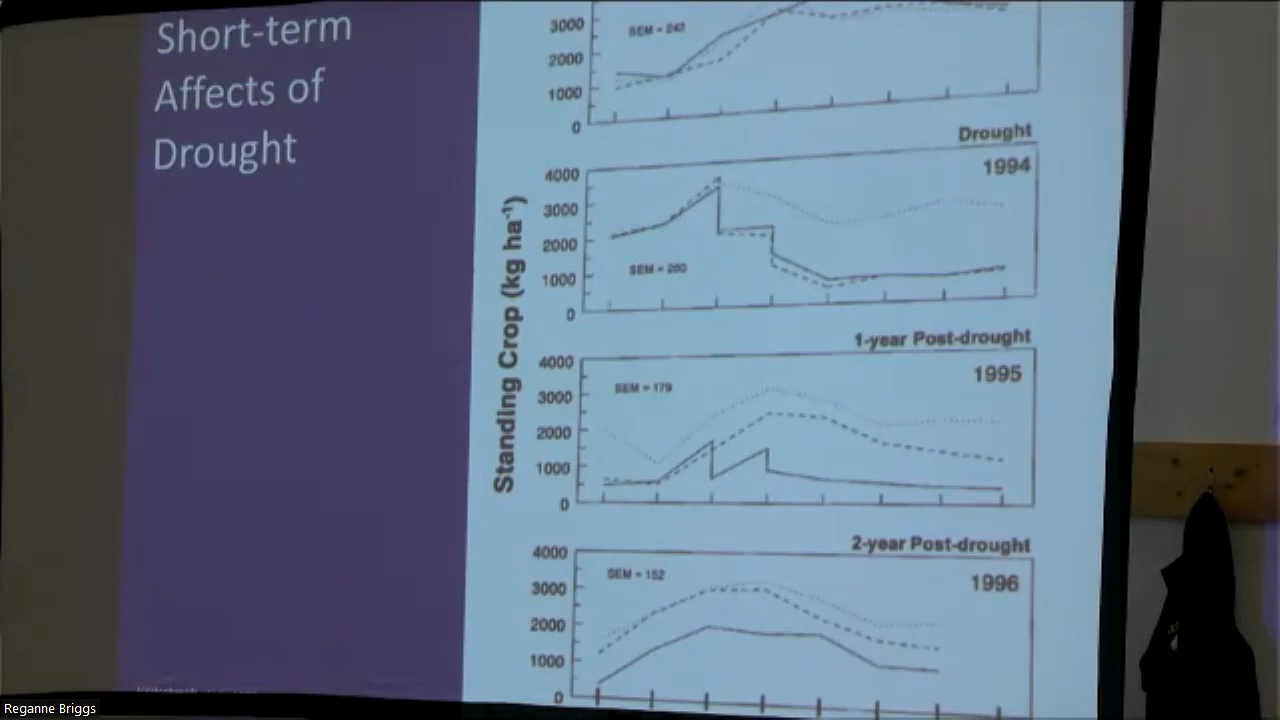 Short-term
Affects of
Drought
Standing Crop (kg ha-1)
3000
2000
1000
0
SEM = 242
Drought
1994
4000
3000
2000
1000
0
SEM = 200
1-year Post-drought
1995
4000
3000
2000
1000
0
SEM = 179
2-year Post-drought
1996
4000
3000
2000
1000
0
SEM = 152
Reganne Briggs